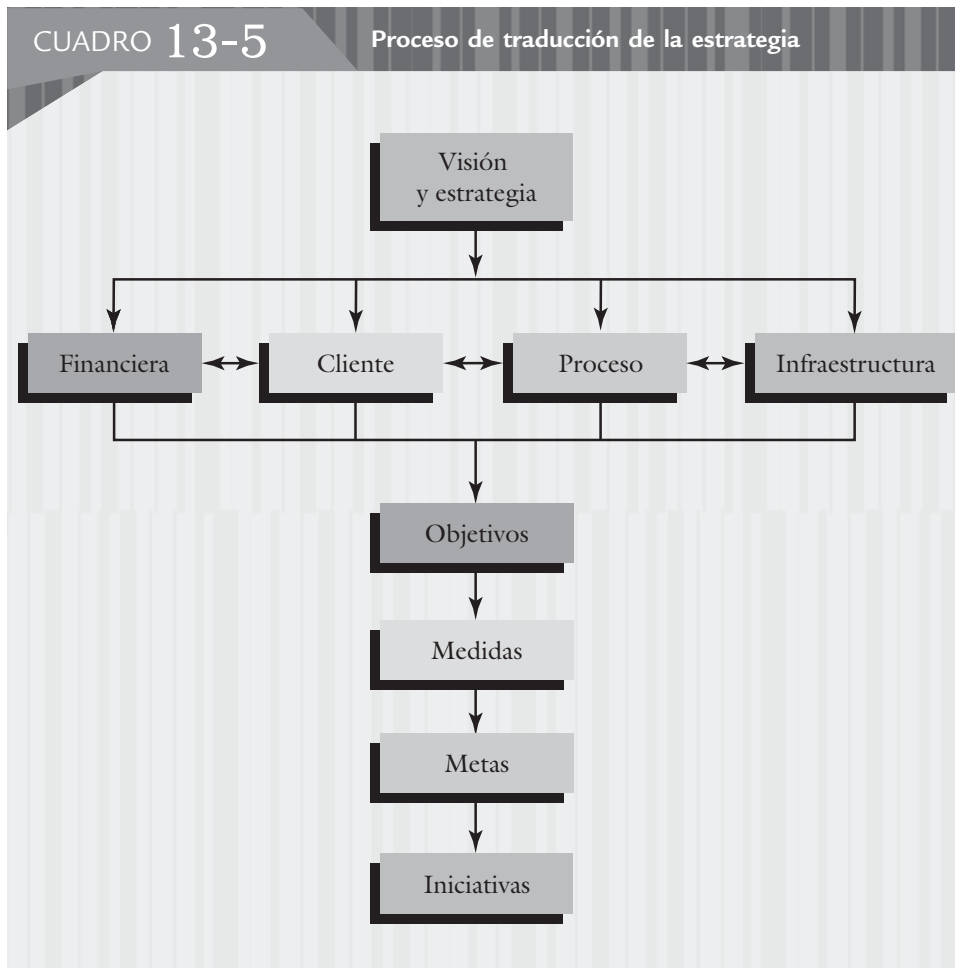 CUADRO 13-5
Proceso de traducción de la estrategia
Visión
y estrategia
Financiera
Cliente
Proceso
Infraestructura
Objetivos
Medidas
Metas
Iniciativas